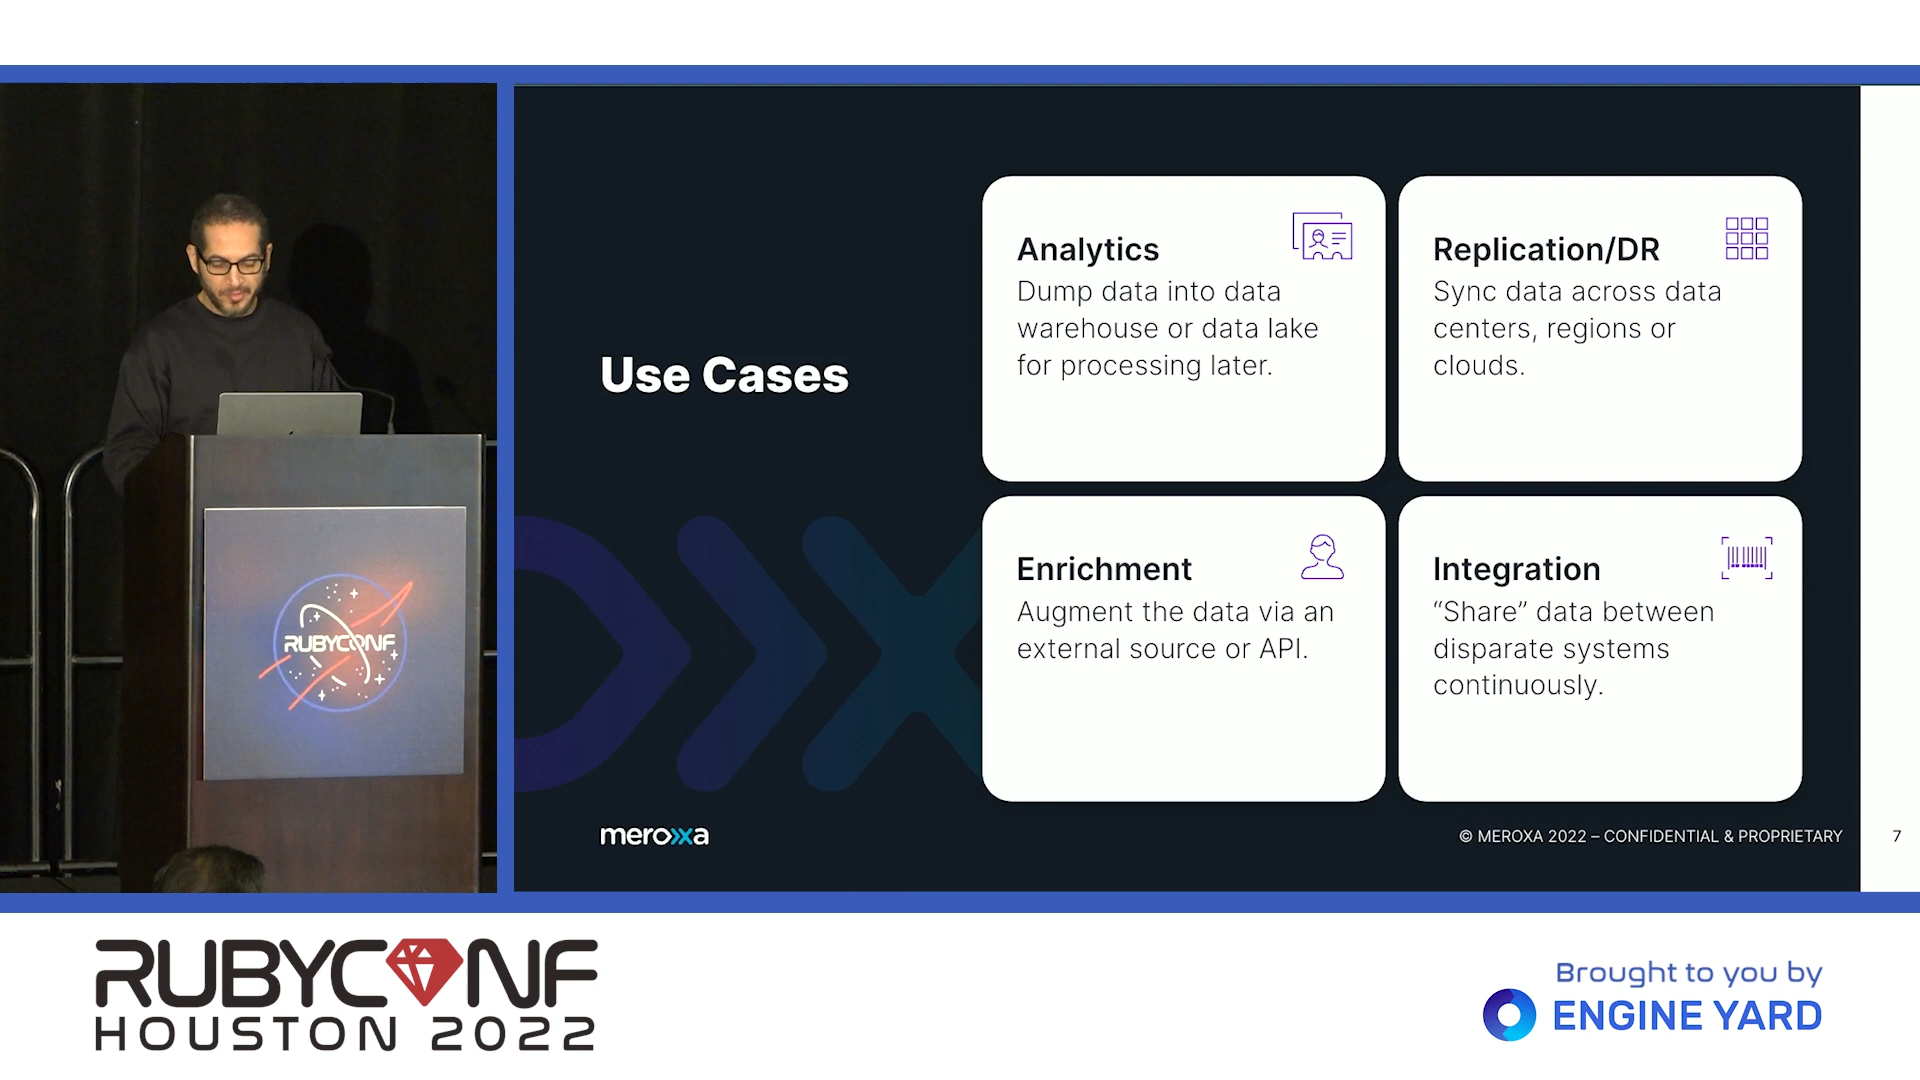 RUBYCONF
Use Cases
Analytics
Dump data into data
warehouse or data lake
for processing later.
Replication/DR
Sync data across data
centers, regions or
clouds.
Enrichment
Augment the data via an
external source or API.
Integration
“Share” data between
disparate systems
continuously.
meroxa
© MEROXA 2022 – CONFIDENTIAL & PROPRIETARY
7
RUBYCONF
HOUSTON 2022
Brought to you by
ENGINE YARD